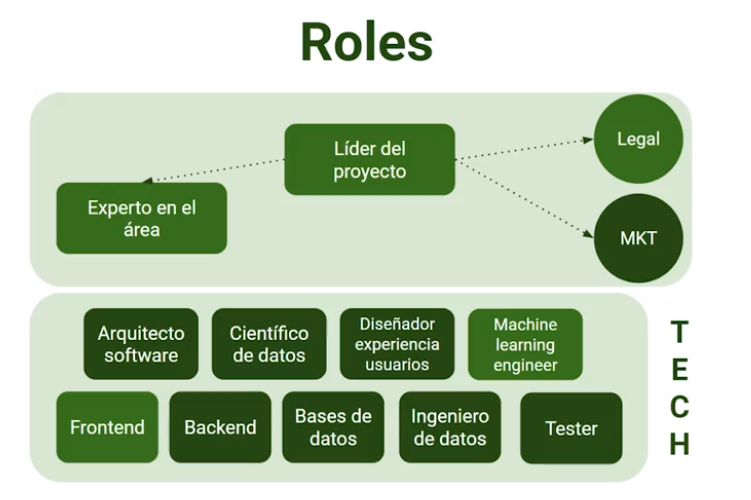 Roles
Líder del
proyecto
Legal
Experto en el
área
MKT
Arquitecto
software
Científico
de datos
Diseñador
experiencia
usuarios
Machine
learning
engineer
T
E
C
H
Frontend
Backend
Bases de
datos
Ingeniero
de datos
Tester